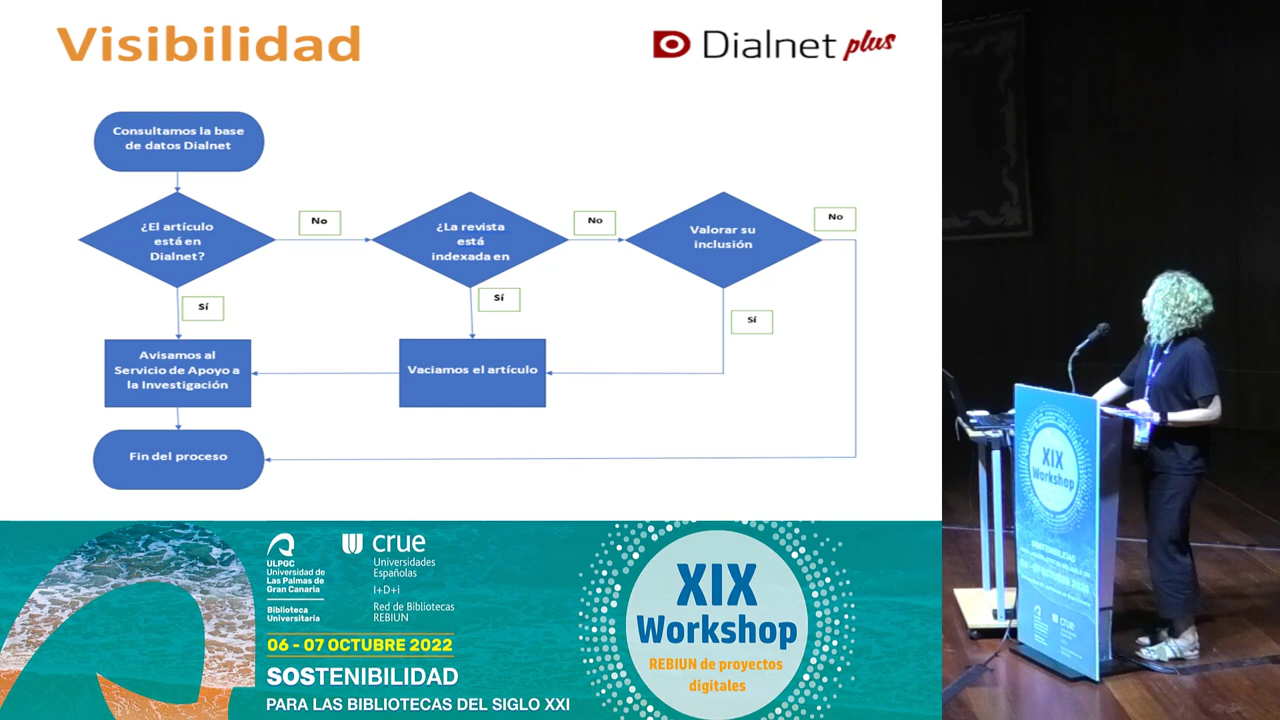 Visibilidad
Dialnet plus
Consultamos la base
de datos Dialnet
¿El artículo
está en
Dialnet?
No
¿La revista
está
indexada en
No
Valorar su
inclusión
No
Sí
Sí
Sí
Avisamos al
Servicio de Apoyo a
la Investigación
Vaciamos el artículo
Fin del proceso
ULPGC
Universidad de
Las Palmas de
Gran Canaria
Biblioteca
Universitaria
crue
Universidades
Españolas
I+D+i
Red de Bibliotecas
REBIUN
06 - 07 OCTUBRE 2022
SOSTENIBILIDAD
PARA LAS BIBLIOTECAS DEL SIGLO XXI
XIX
Workshop
REBIUN de proyectos
digitales
XIX
Workshop
SOSTENIBILIDAD
crue